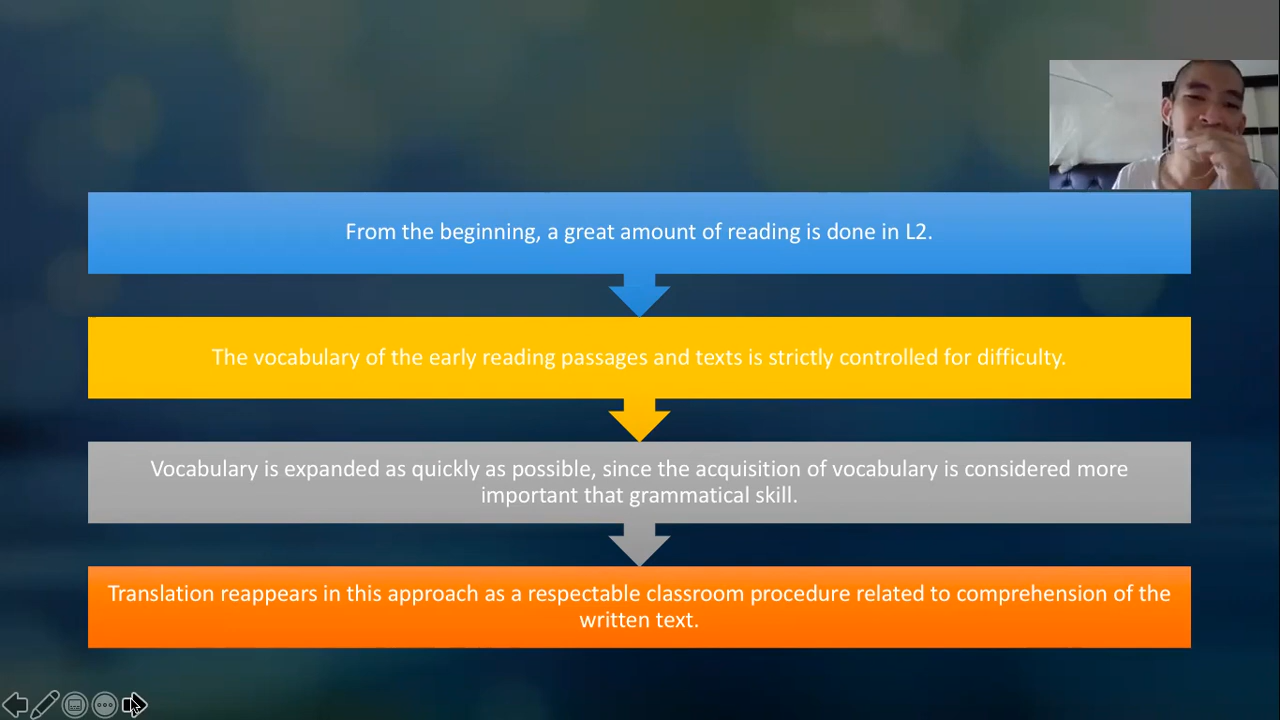 From the beginning, a great amount of reading is done in L2.
The vocabulary of the early reading passages and texts is strictly controlled for difficulty.
Vocabulary is expanded as quickly as possible, since the acquisition of vocabulary is considered more
important that grammatical skill.
Translation reappears in this approach as a respectable classroom procedure related to comprehension of the
written text.